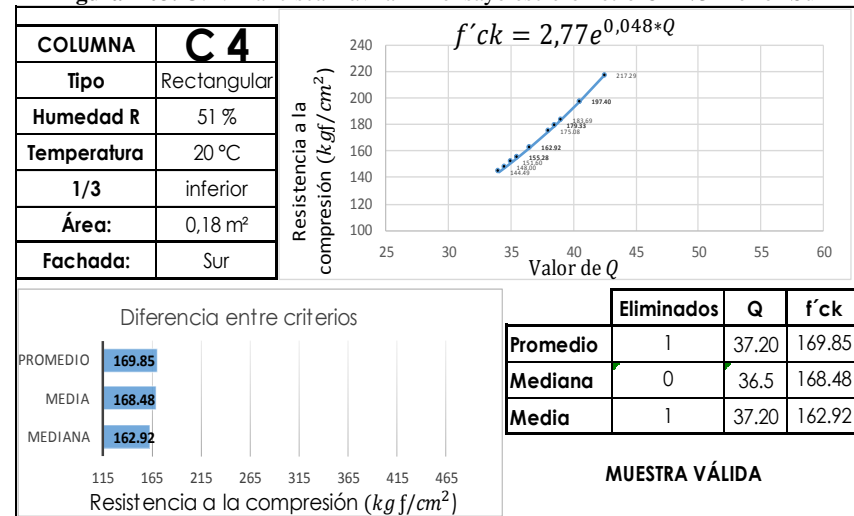 COLUMNA C 4
Tipo Rectangular
Humedad R 51 %
Temperatura 20 °C
1/3 inferior
Área: 0,18 m²
Fachada: Sur
f´ck = 2,77e^{0,048*Q}
Resistencia a la
compresión (kgf/cm²)
240
220
200
180
160
140
120
100
217.29
197.40
183.69
179.33
175.08
162.92
155.28
151.60
148.00
144.49
25 30 35 40 45 50 55 60
Valor de Q
Diferencia entre criterios
PROMEDIO 169.85
MEDIA 168.48
MEDIANA 162.92
115 165 215 265 315 365 415 465
Resistencia a la compresión (kg f/cm²)
Eliminados Q f´ck
Promedio 1 37.20 169.85
Mediana 0 36.5 168.48
Media 1 37.20 162.92
MUESTRA VÁLIDA